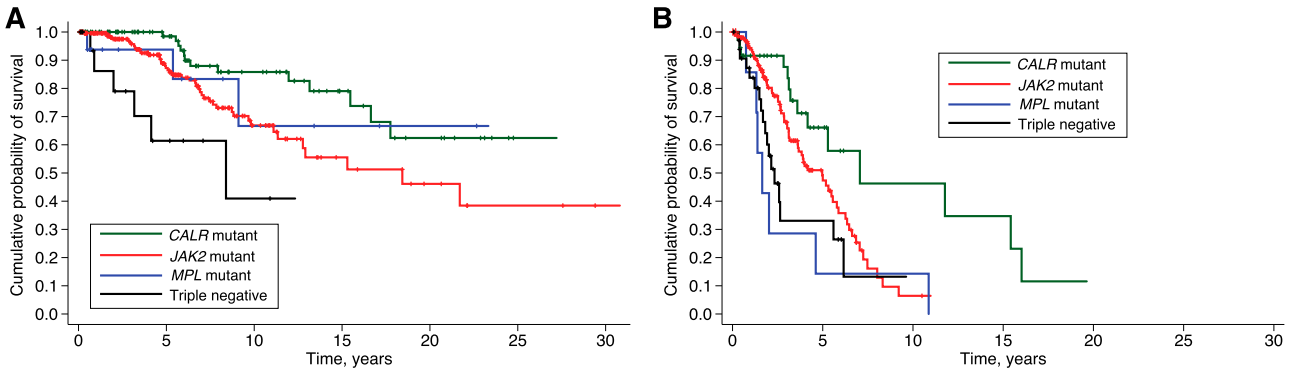 A
Cumulative probability of survival
1.0
0.9
0.8
0.7
0.6
0.5
0.4
0.3
0.2
0.1
0.0
CALR mutant
JAK2 mutant
MPL mutant
Triple negative
0 5 10 15 20 25 30
Time, years
B
Cumulative probability of survival
1.0
0.9
0.8
0.7
0.6
0.5
0.4
0.3
0.2
0.1
0.0
CALR mutant
JAK2 mutant
MPL mutant
Triple negative
0 5 10 15 20 25 30
Time, years